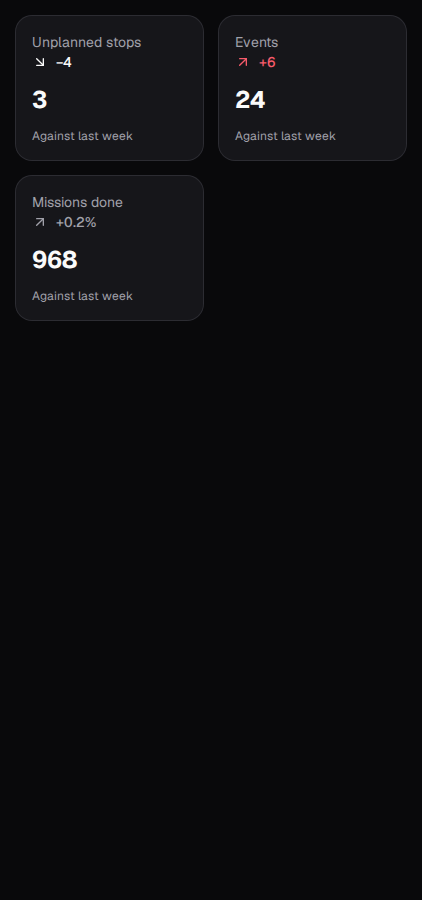 Unplanned stops
−4
3
Against last week
Events
+6
24
Against last week
Missions done
+0.2%
968
Against last week